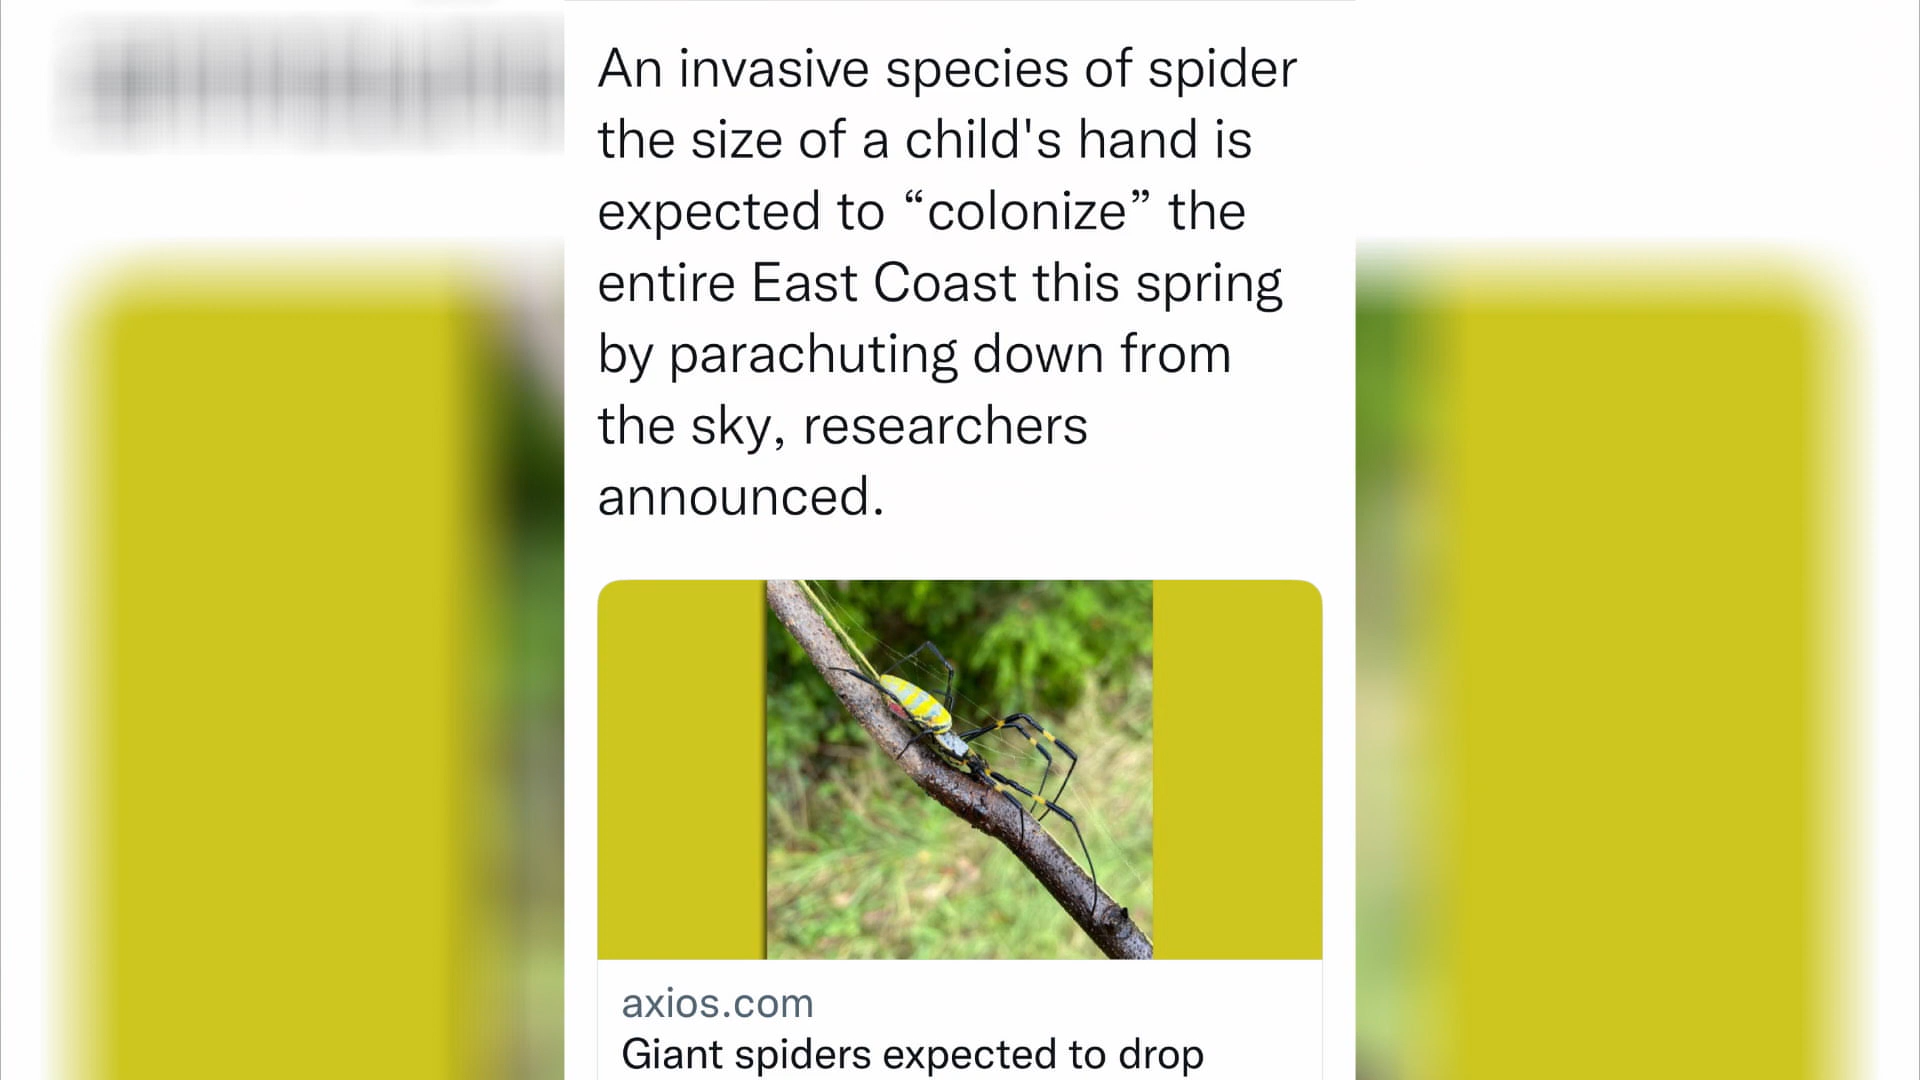 An invasive species of spider
the size of a child's hand is
expected to “colonize” the
entire East Coast this spring
by parachuting down from
the sky, researchers
announced.
axios.com
Giant spiders expected to drop